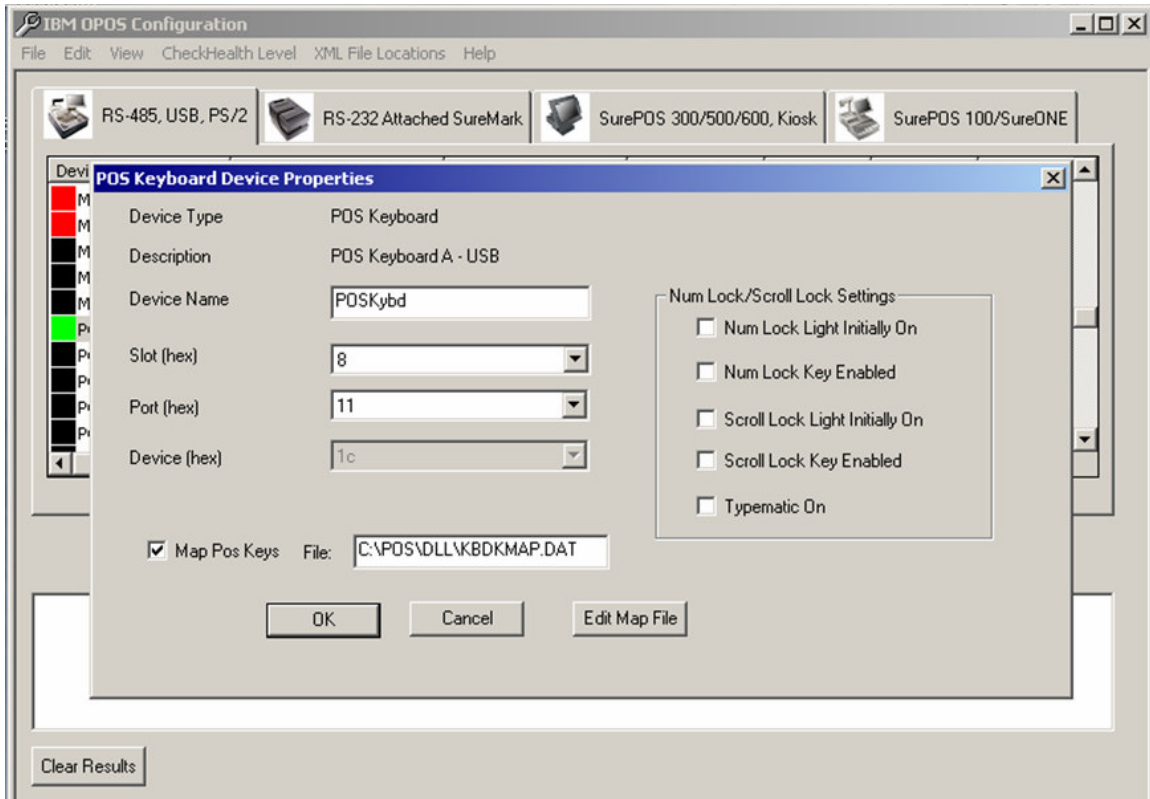 IBM OPOS Configuration
File Edit View CheckHealth Level XML File Locations Help
RS-485, USB, PS/2 RS-232 Attached SureMark SurePOS 300/500/600, Kiosk SurePOS 100/SureONE
POS Keyboard Device Properties
Device Type POS Keyboard
Description POS Keyboard A - USB
Device Name POSKybd
Slot (hex) 8
Port (hex) 11
Device (hex) 1c
Num Lock/Scroll Lock Settings
Num Lock Light Initially On
Num Lock Key Enabled
Scroll Lock Light Initially On
Scroll Lock Key Enabled
Typematic On
Map Pos Keys File: C:\POS\DLL\KBDKMAP.DAT
OK Cancel Edit Map File
Clear Results